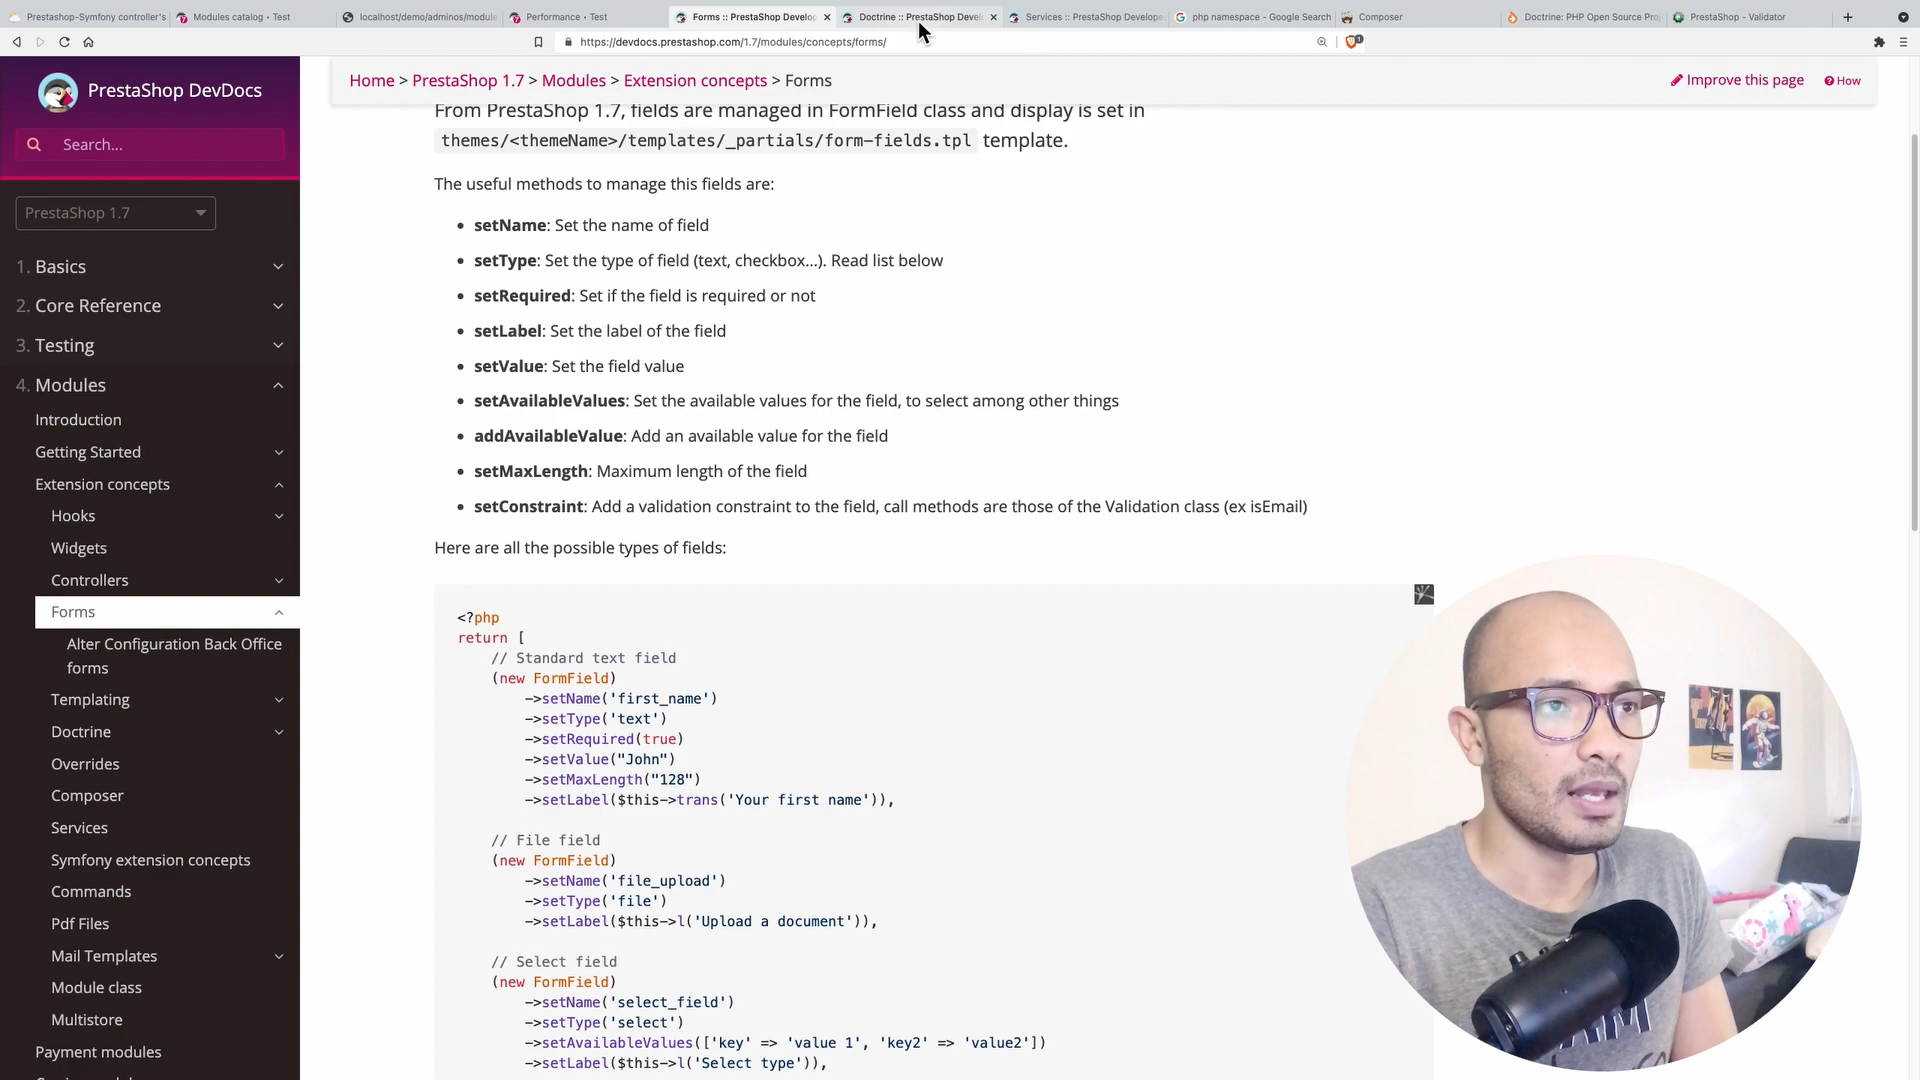 Prestashop-Symfony controller's
Modules catalog • Test
localhost/demo/adminos/module
Performance • Test
Forms :: PrestaShop Develop
Doctrine :: PrestaShop Devel
Services :: PrestaShop Develope
php namespace - Google Search
Composer
Doctrine: PHP Open Source Proj
PrestaShop - Validator
https://devdocs.prestashop.com/1.7/modules/concepts/forms/
1
PrestaShop DevDocs
Search...
PrestaShop 1.7
1. Basics
2. Core Reference
3. Testing
4. Modules
Introduction
Getting Started
Extension concepts
Hooks
Widgets
Controllers
Forms
Alter Configuration Back Office
forms
Templating
Doctrine
Overrides
Composer
Services
Symfony extension concepts
Commands
Pdf Files
Mail Templates
Module class
Multistore
Payment modules
Home > PrestaShop 1.7 > Modules > Extension concepts > Forms
Improve this page
How
From PrestaShop 1.7, fields are managed in FormField class and display is set in
themes/<themeName>/templates/_partials/form-fields.tpl template.
The useful methods to manage this fields are:
• setName: Set the name of field
• setType: Set the type of field (text, checkbox…). Read list below
• setRequired: Set if the field is required or not
• setLabel: Set the label of the field
• setValue: Set the field value
• setAvailableValues: Set the available values for the field, to select among other things
• addAvailableValue: Add an available value for the field
• setMaxLength: Maximum length of the field
• setConstraint: Add a validation constraint to the field, call methods are those of the Validation class (ex isEmail)
Here are all the possible types of fields:
<?php
return [
// Standard text field
(new FormField)
->setName('first_name')
->setType('text')
->setRequired(true)
->setValue("John")
->setMaxLength("128")
->setLabel($this->trans('Your first name')),
// File field
(new FormField)
->setName('file_upload')
->setType('file')
->setLabel($this->l('Upload a document')),
// Select field
(new FormField)
->setName('select_field')
->setType('select')
->setAvailableValues(['key' => 'value 1', 'key2' => 'value2'])
->setLabel($this->l('Select type')),